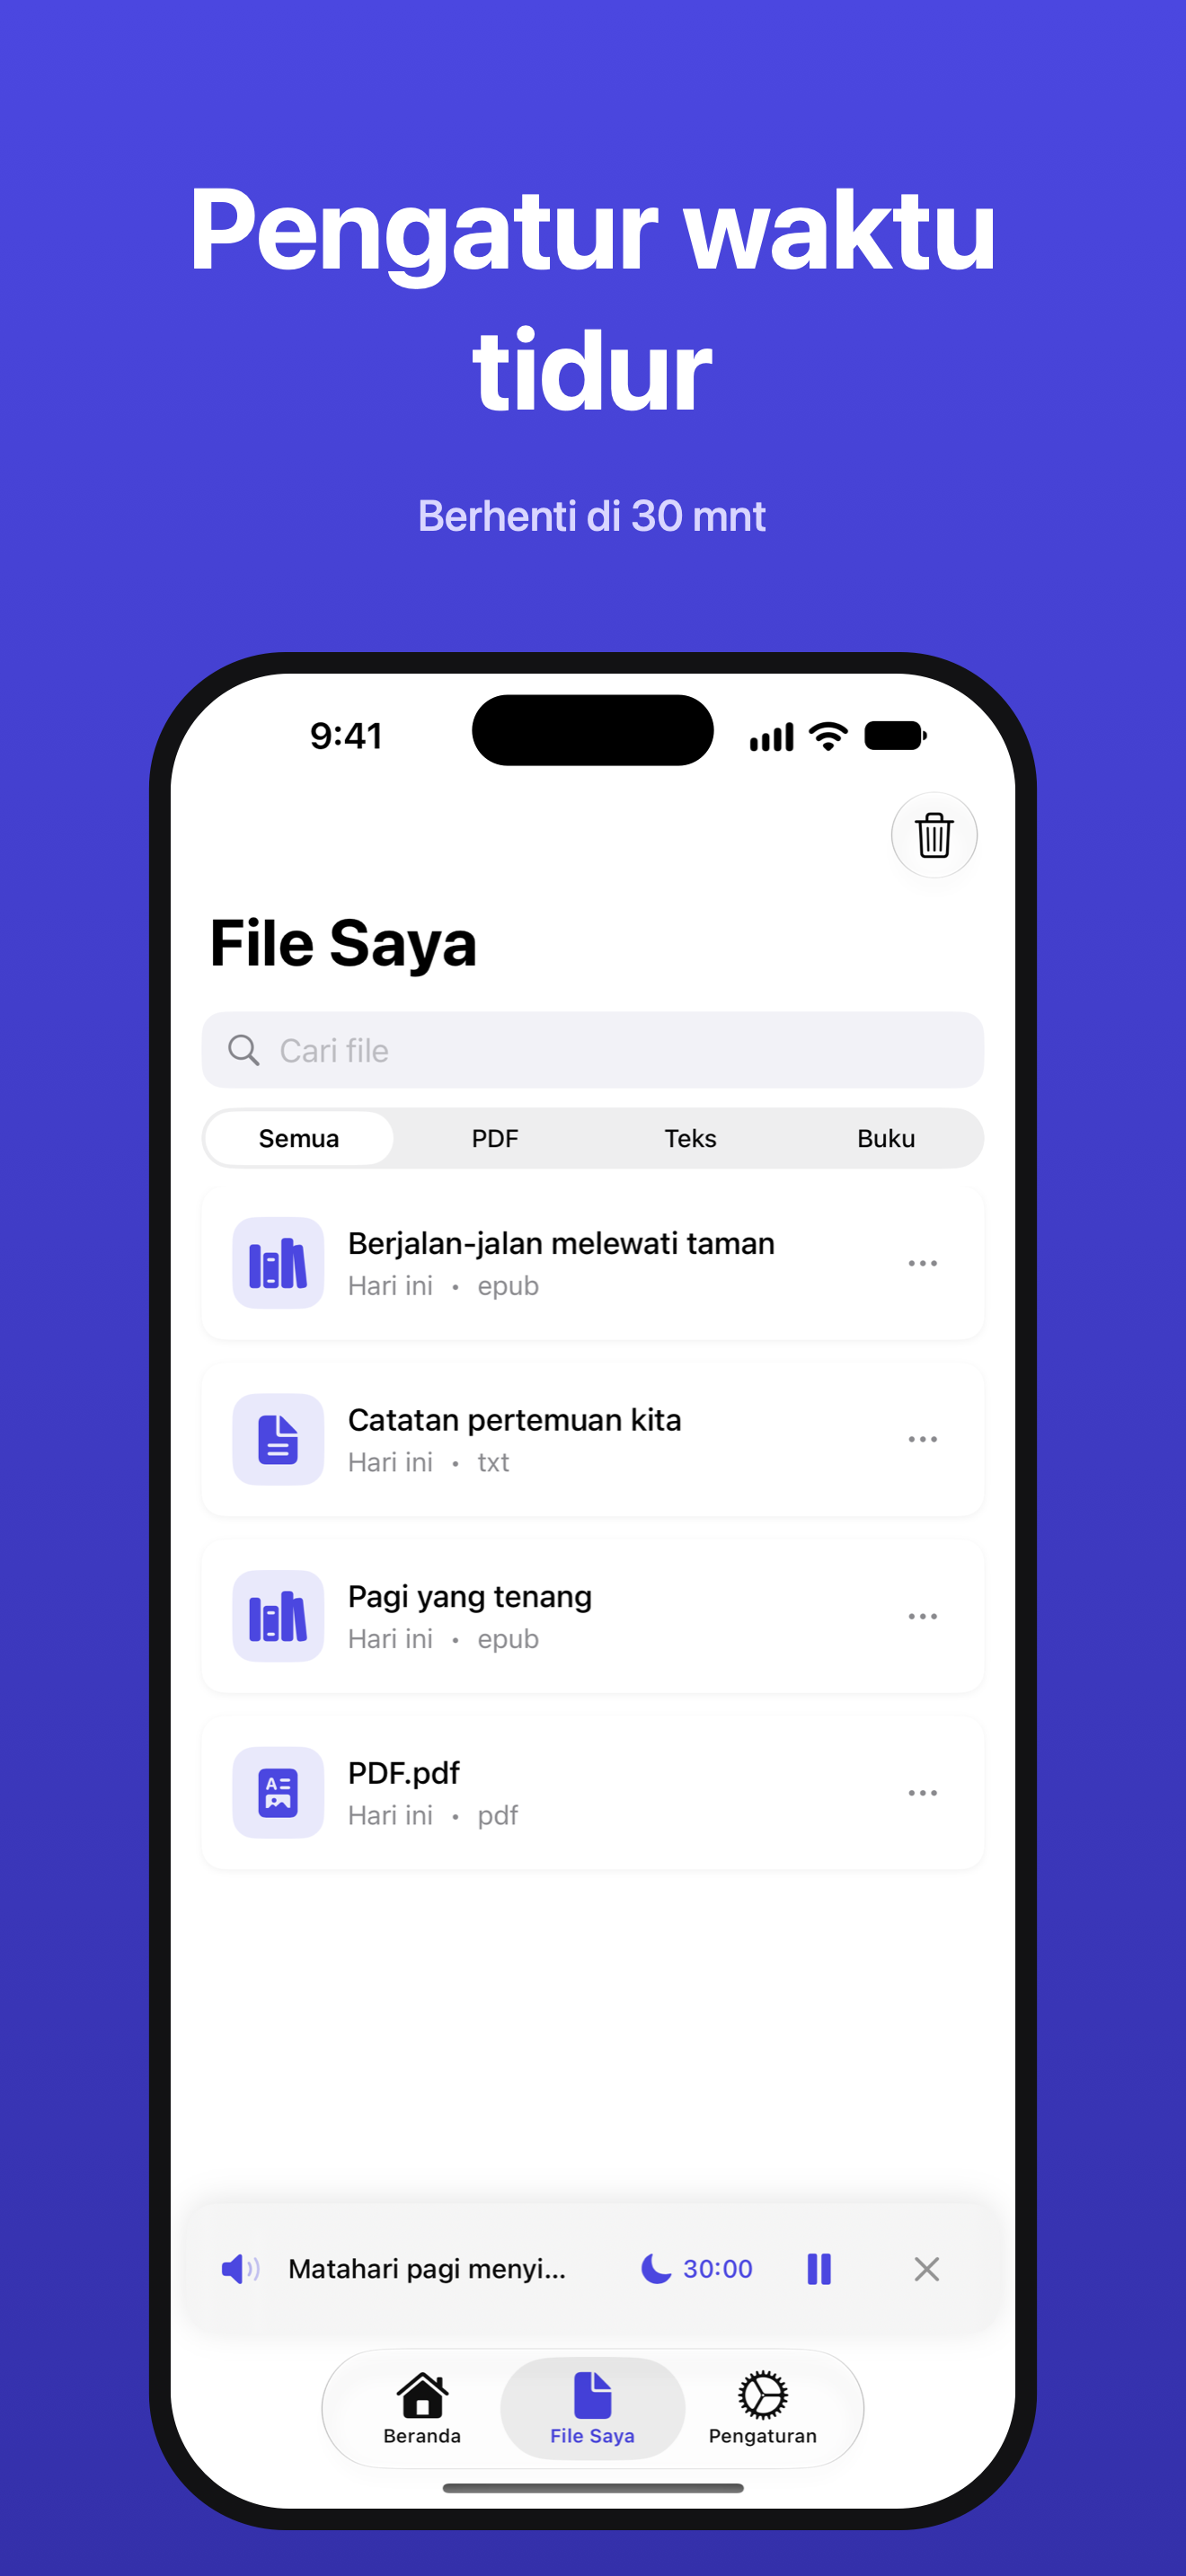 Pengatur waktu
tidur
Berhenti di 30 mnt
9:41
File Saya
Cari file
Semua PDF Teks Buku
Berjalan-jalan melewati taman
Hari ini • epub
Catatan pertemuan kita
Hari ini • txt
Pagi yang tenang
Hari ini • epub
PDF.pdf
Hari ini • pdf
Matahari pagi menyi... 30:00
Beranda File Saya Pengaturan